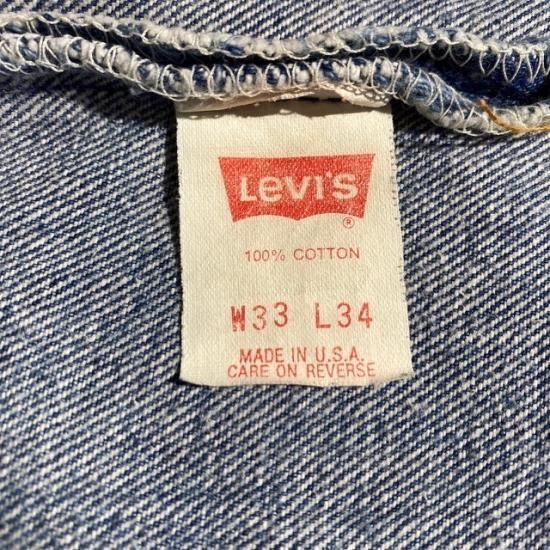 Levi's
®
100% COTTON
W33 L34
MADE IN U.S.A.
CARE ON REVERSE